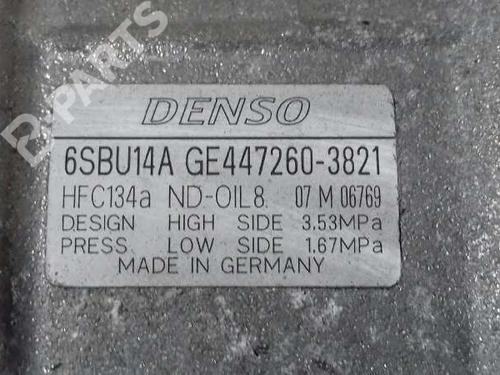 B-PARTS
DENSO
6SBU14A GE447260-3821
HFC134a ND-OIL8. 07 M 06769
DESIGN HIGH SIDE 3.53MPa
PRESS. LOW SIDE 1.67MPa
MADE IN GERMANY